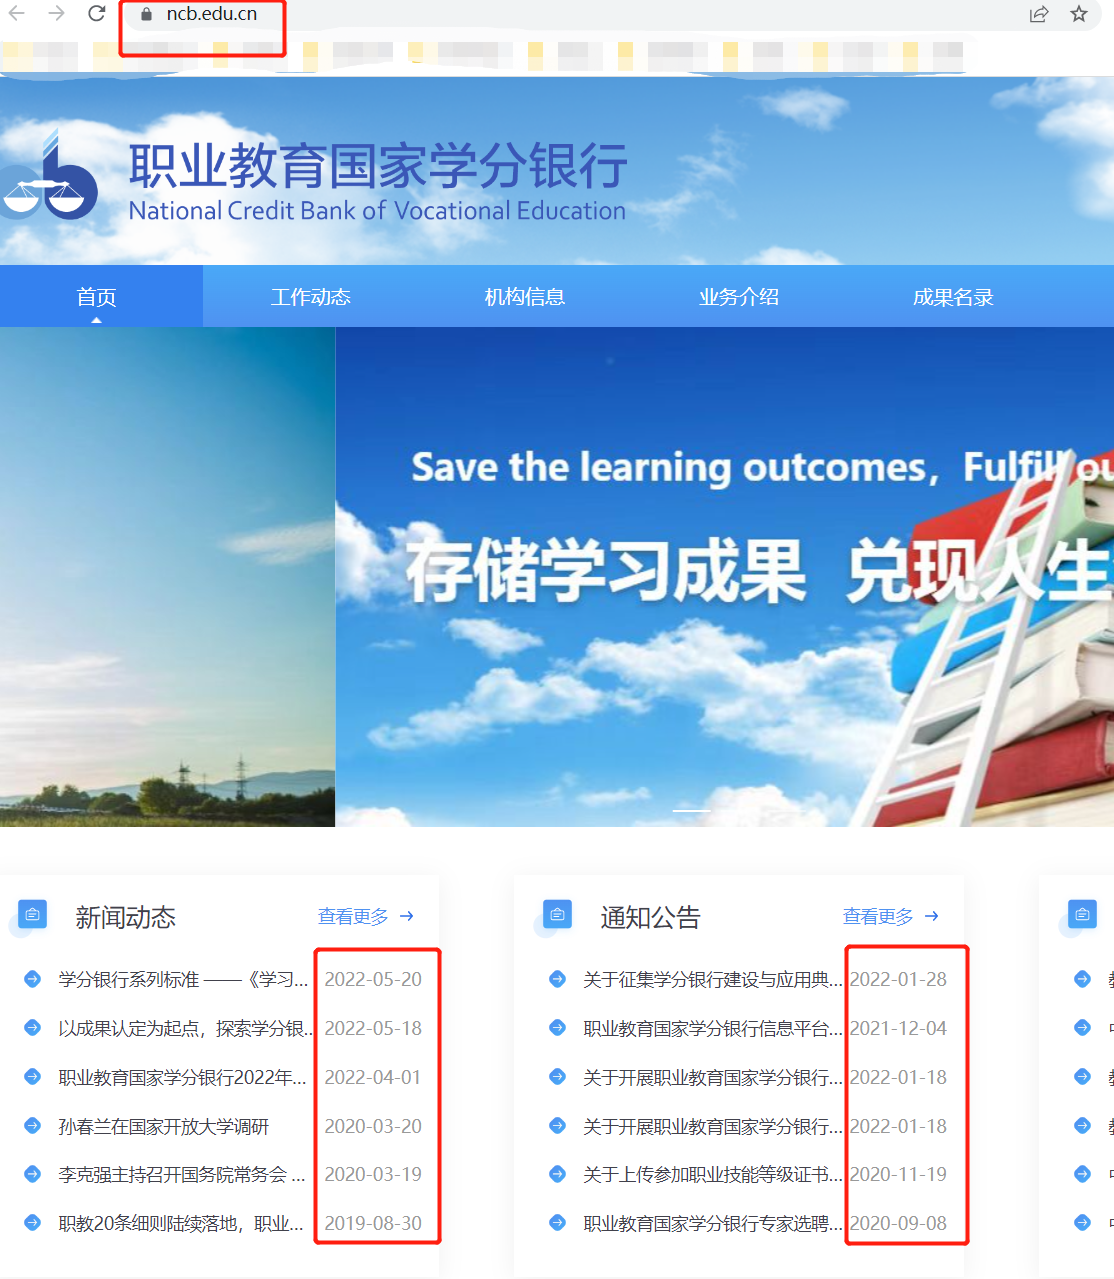 ncb.edu.cn
职业教育国家学分银行
National Credit Bank of Vocational Education
首页 工作动态 机构信息 业务介绍 成果名录
Save the learning outcomes, Fulfill ou
存储学习成果 兑现人生
新闻动态 查看更多 →
学分银行系列标准 ——《学习... 2022-05-20
以成果认定为起点，探索学分银... 2022-05-18
职业教育国家学分银行2022年... 2022-04-01
孙春兰在国家开放大学调研 2020-03-20
李克强主持召开国务院常务会 ... 2020-03-19
职教20条细则陆续落地，职业... 2019-08-30
通知公告 查看更多 →
关于征集学分银行建设与应用典... 2022-01-28
职业教育国家学分银行信息平台... 2021-12-04
关于开展职业教育国家学分银行... 2022-01-18
关于开展职业教育国家学分银行... 2022-01-18
关于上传参加职业技能等级证书... 2020-11-19
职业教育国家学分银行专家选聘... 2020-09-08